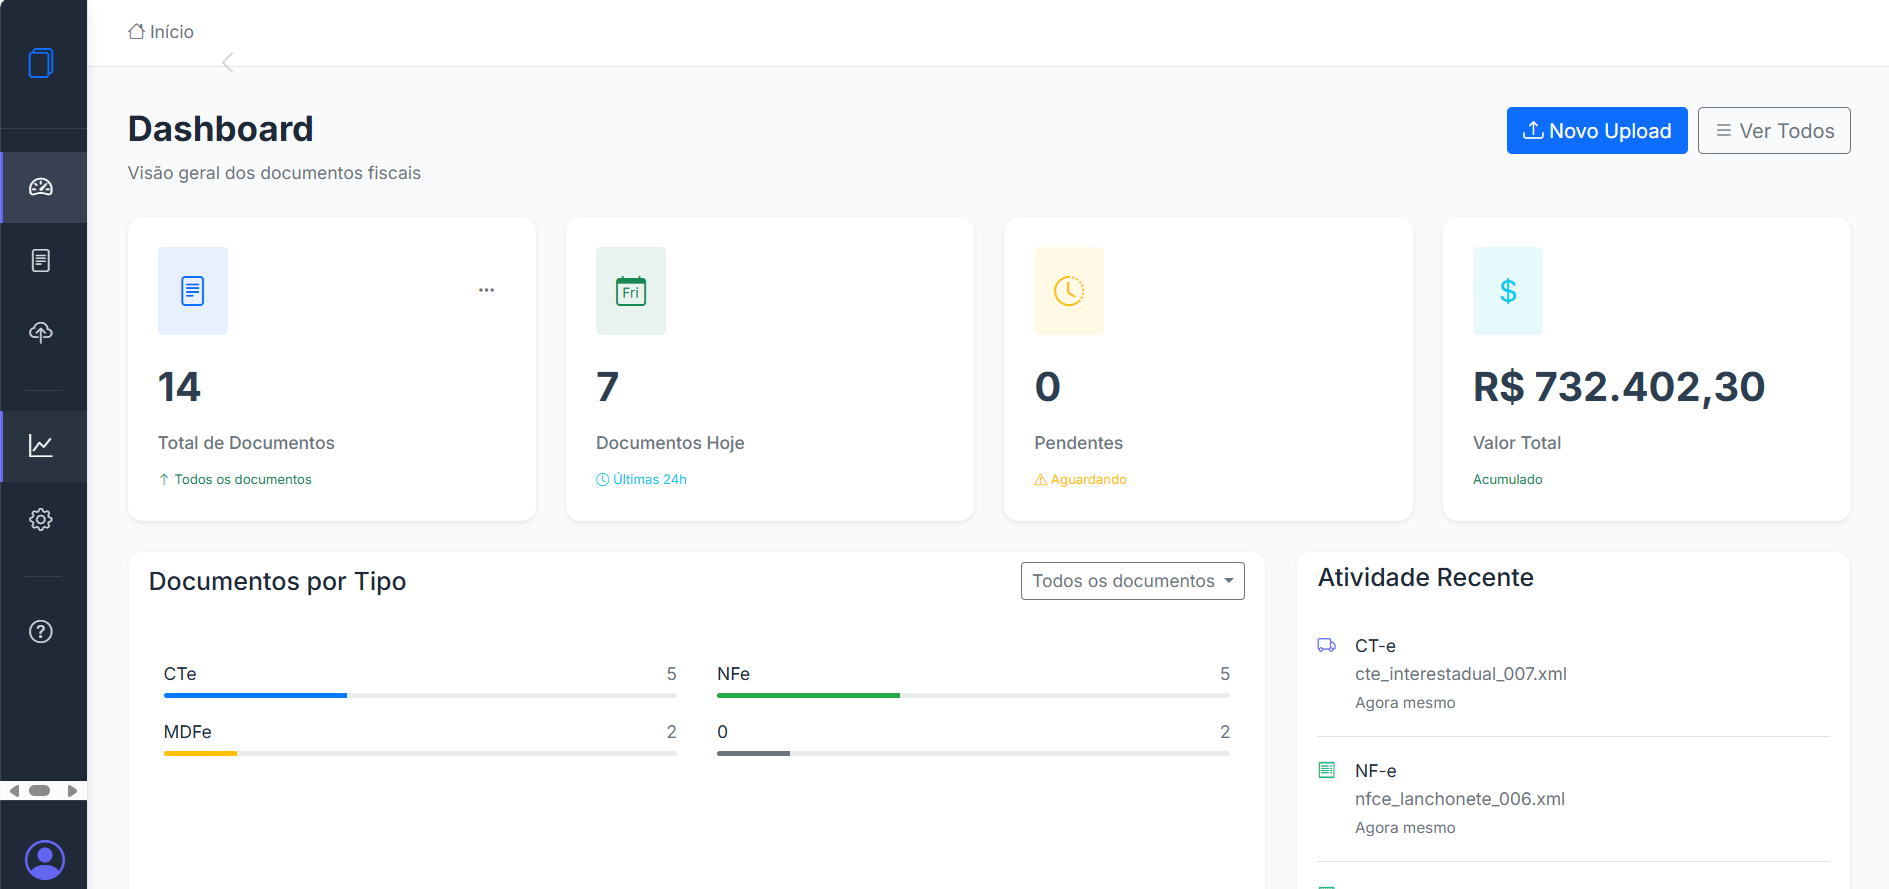 Início
Dashboard
Visão geral dos documentos fiscais
Novo Upload
Ver Todos
14
Total de Documentos
Todos os documentos
Fri
7
Documentos Hoje
Últimas 24h
0
Pendentes
Aguardando
$
R$ 732.402,30
Valor Total
Acumulado
Documentos por Tipo
Todos os documentos
CTe 5
NFe 5
MDFe 2
0 2
Atividade Recente
CT-e
cte_interestadual_007.xml
Agora mesmo
NF-e
nfce_lanchonete_006.xml
Agora mesmo